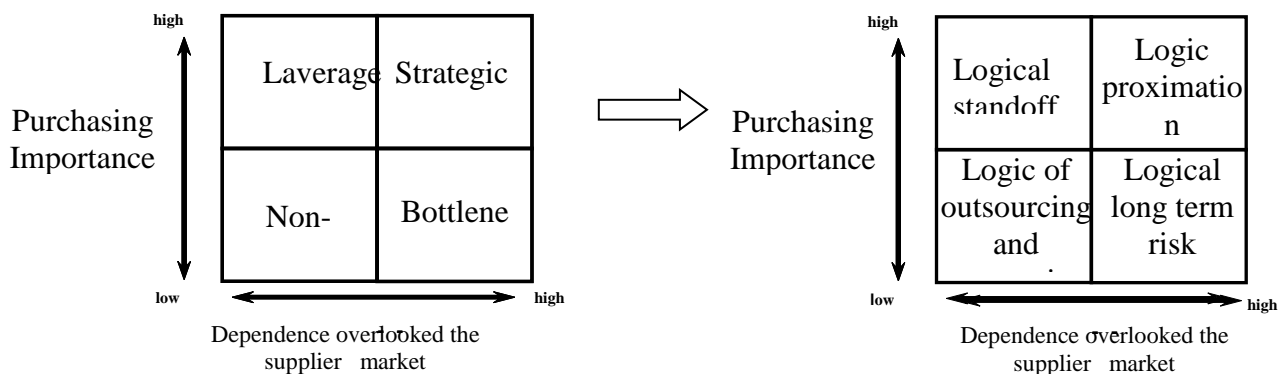 high
Laverage Strategic
Purchasing
Importance
Non- Bottlene
low
high
Dependence overlooked the
supplier market
high
Logical
standoff
Logic
proximatio
n
Purchasing
Importance
Logic of
outsourcing
and
Logical
long term
risk
low
high
Dependence overlooked the
supplier market